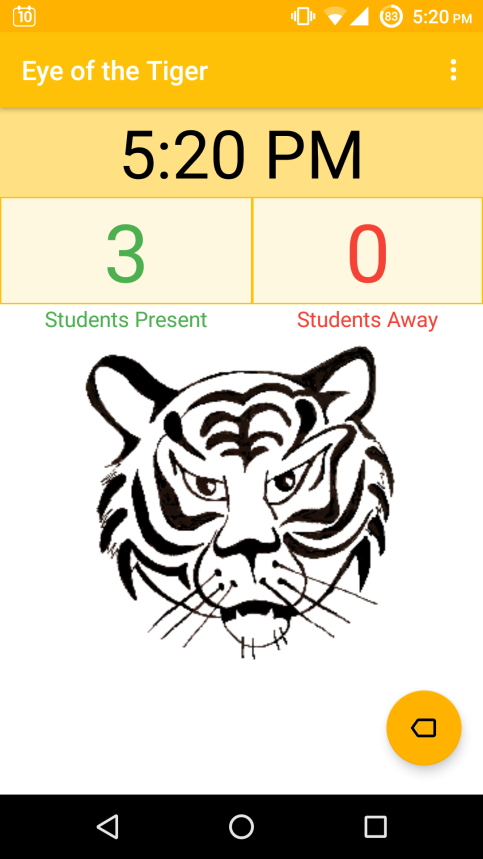 10
83
5:20 PM
Eye of the Tiger
5:20 PM
3
0
Students Present
Students Away